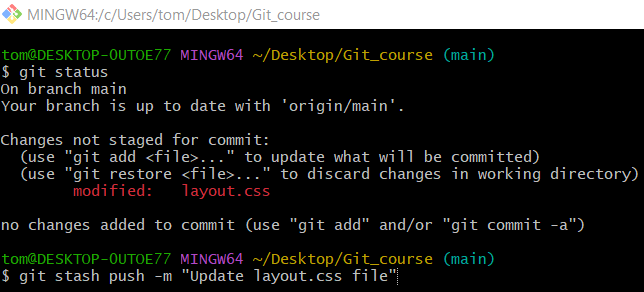 MINGW64:/c/Users/tom/Desktop/Git_course
tom@DESKTOP-OUTOE77 MINGW64 ~/Desktop/Git_course (main)
$ git status
On branch main
Your branch is up to date with 'origin/main'.
Changes not staged for commit:
  (use "git add <file>..." to update what will be committed)
  (use "git restore <file>..." to discard changes in working directory)
        modified:   layout.css
no changes added to commit (use "git add" and/or "git commit -a")
tom@DESKTOP-OUTOE77 MINGW64 ~/Desktop/Git_course (main)
$ git stash push -m "Update layout.css file"